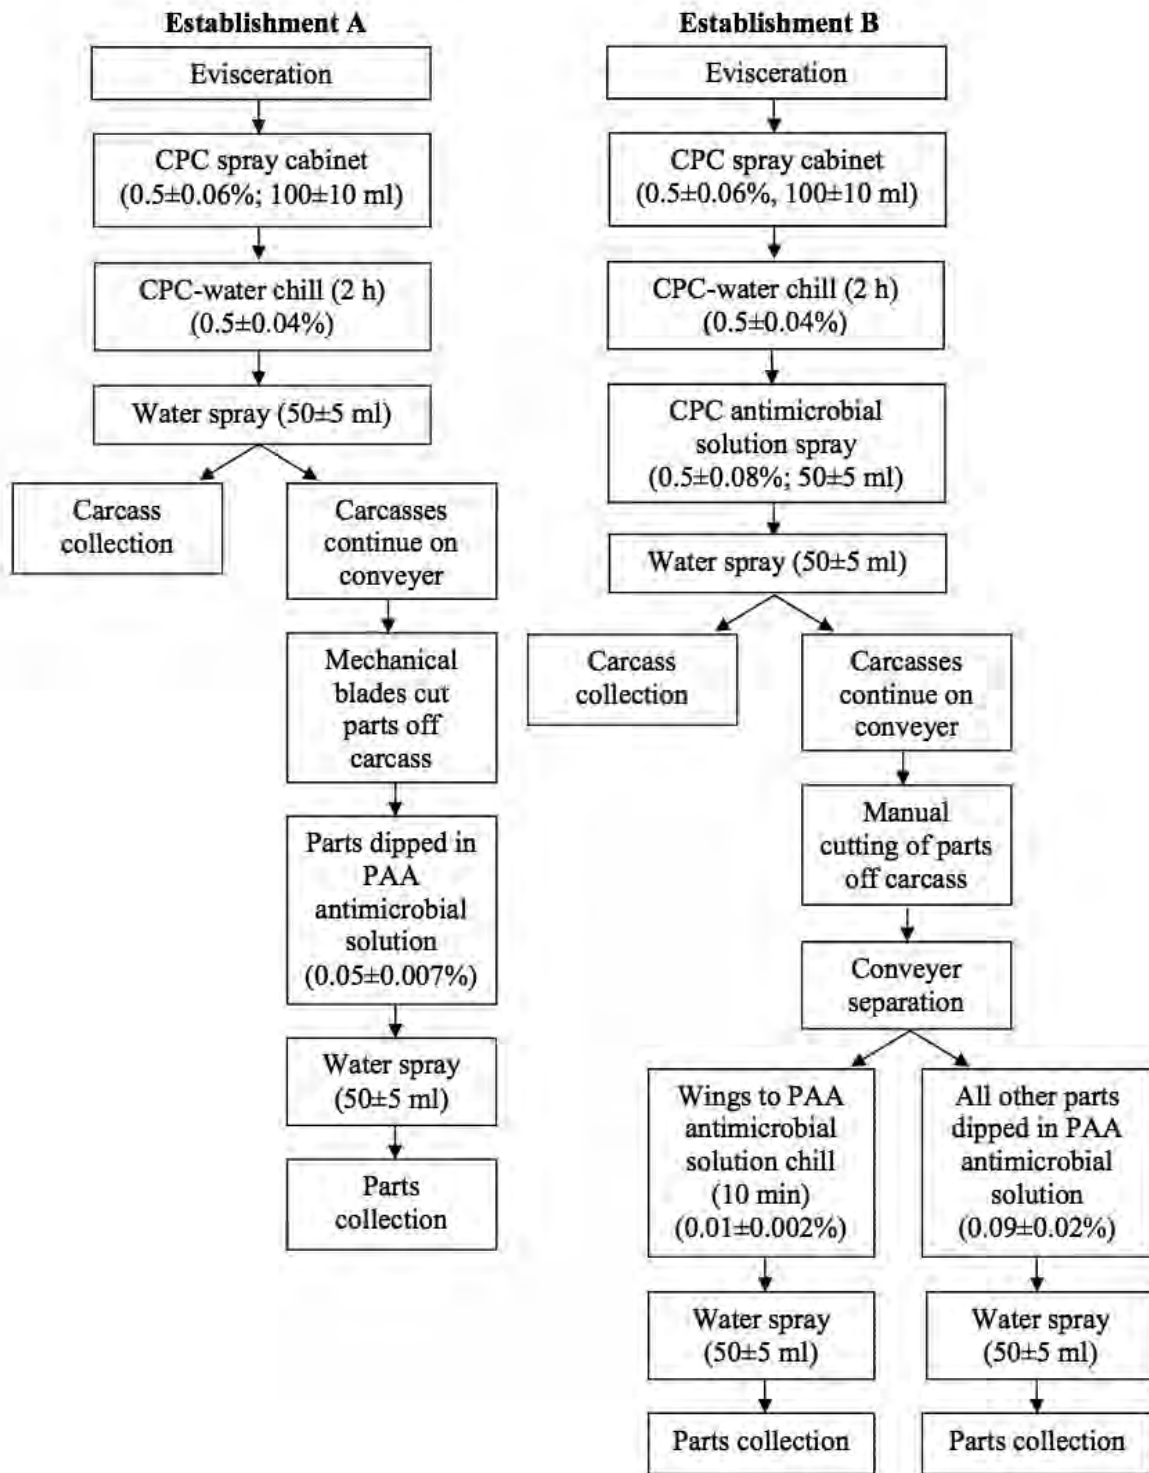 Establishment A
Evisceration
CPC spray cabinet
(0.5±0.06%; 100±10 ml)
CPC-water chill (2 h)
(0.5±0.04%)
Water spray (50±5 ml)
Carcass
collection
Carcasses
continue on
conveyer
Mechanical
blades cut
parts off
carcass
Parts dipped in
PAA
antimicrobial
solution
(0.05±0.007%)
Water spray
(50±5 ml)
Parts
collection
Establishment B
Evisceration
CPC spray cabinet
(0.5±0.06%, 100±10 ml)
CPC-water chill (2 h)
(0.5±0.04%)
CPC antimicrobial
solution spray
(0.5±0.08%; 50±5 ml)
Water spray (50±5 ml)
Carcass
collection
Carcasses
continue on
conveyer
Manual
cutting of parts
off carcass
Conveyer
separation
Wings to PAA
antimicrobial
solution chill
(10 min)
(0.01±0.002%)
Water spray
(50±5 ml)
Parts collection
All other parts
dipped in PAA
antimicrobial
solution
(0.09±0.02%)
Water spray
(50±5 ml)
Parts collection